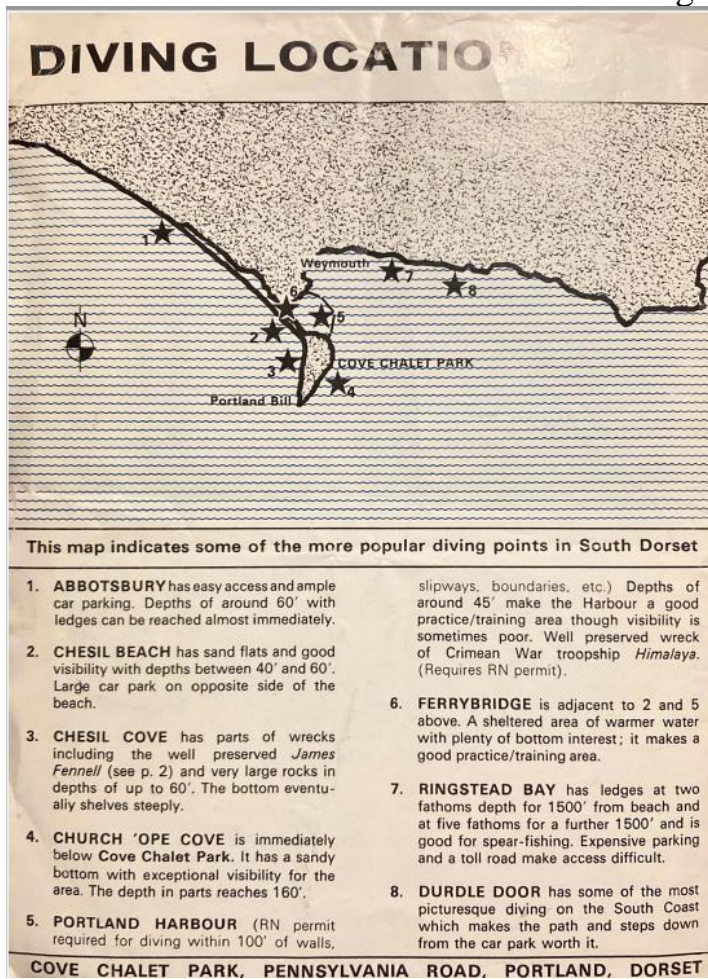 DIVING LOCATIO
1
Weymouth
7
8
6
5
N
2
3
COVE CHALET PARK
4
Portland Bill
This map indicates some of the more popular diving points in South Dorset
1. ABBOTSBURY has easy access and ample
car parking. Depths of around 60' with
ledges can be reached almost immediately.
2. CHESIL BEACH has sand flats and good
visibility with depths between 40' and 60'.
Large car park on opposite side of the
beach.
3. CHESIL COVE has parts of wrecks
including the well preserved James
Fennell (see p. 2) and very large rocks in
depths of up to 60'. The bottom eventu-
ally shelves steeply.
4. CHURCH 'OPE COVE is immediately
below Cove Chalet Park. It has a sandy
bottom with exceptional visibility for the
area. The depth in parts reaches 160'.
5. PORTLAND HARBOUR (RN permit
required for diving within 100' of walls,
slipways, boundaries, etc.) Depths of
around 45' make the Harbour a good
practice/training area though visibility is
sometimes poor. Well preserved wreck
of Crimean War troopship Himalaya.
(Requires RN permit).
6. FERRYBRIDGE is adjacent to 2 and 5
above. A sheltered area of warmer water
with plenty of bottom interest; it makes a
good practice/training area.
7. RINGSTEAD BAY has ledges at two
fathoms depth for 1500' from beach and
at five fathoms for a further 1500' and is
good for spear-fishing. Expensive parking
and a toll road make access difficult.
8. DURDLE DOOR has some of the most
picturesque diving on the South Coast
which makes the path and steps down
from the car park worth it.
COVE CHALET PARK, PENNSYLVANIA ROAD, PORTLAND, DORSET